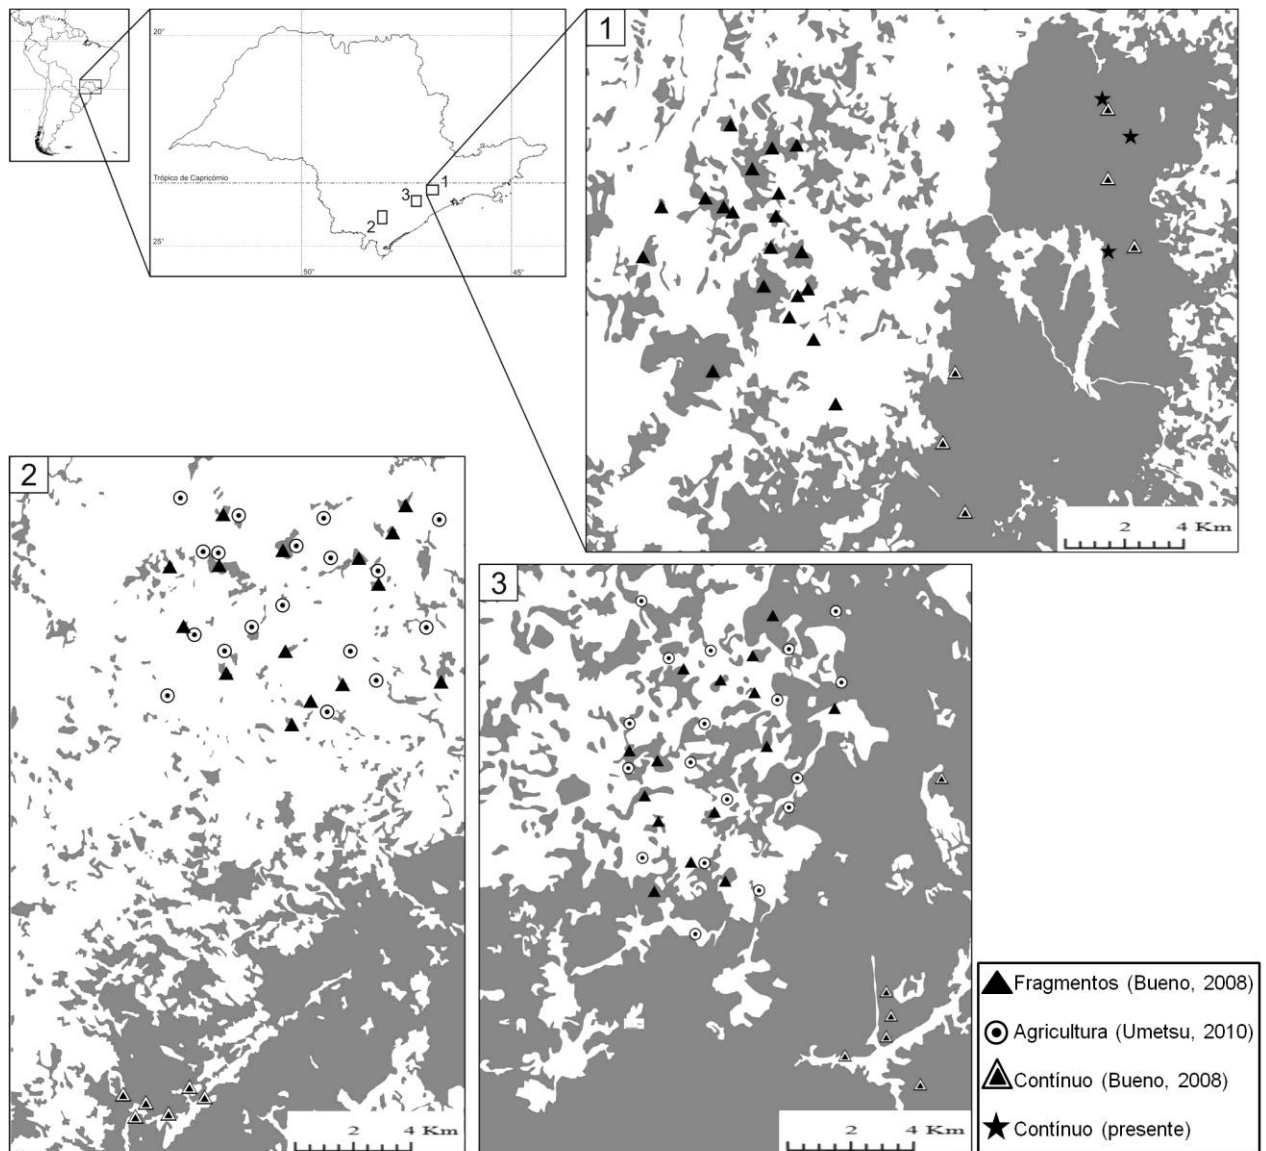 20°
Trópico de Capricórnio
1
3
2
25°
50°
45°
1
2 4 Km
2
2 4 Km
3
2 4 Km
Fragmentos (Bueno, 2008)
Agricultura (Umetsu, 2010)
Contínuo (Bueno, 2008)
Contínuo (presente)